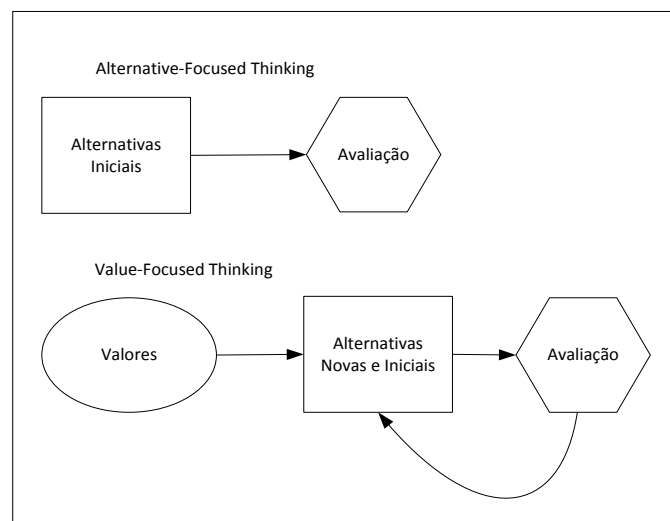 Alternative-Focused Thinking
Alternativas
Iniciais
Avaliação
Value-Focused Thinking
Valores
Alternativas
Novas e Iniciais
Avaliação